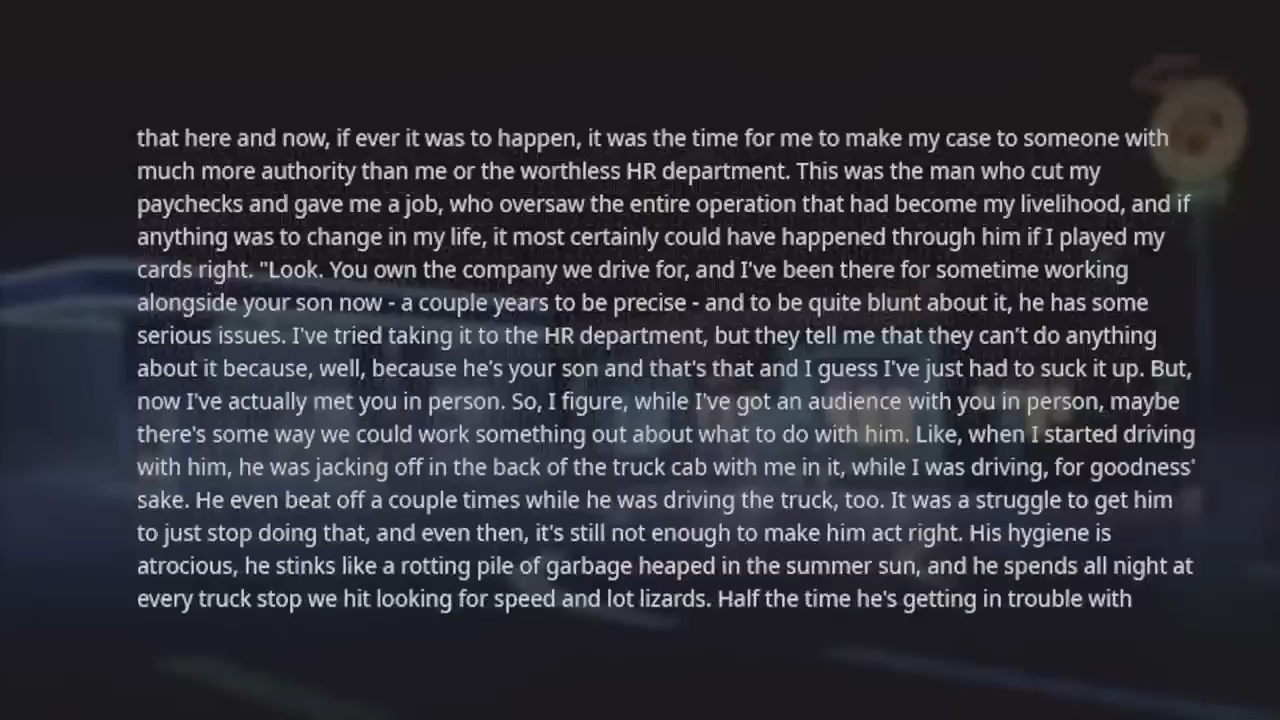 that here and now, if ever it was to happen, it was the time for me to make my case to someone with
much more authority than me or the worthless HR department. This was the man who cut my
paychecks and gave me a job, who oversaw the entire operation that had become my livelihood, and if
anything was to change in my life, it most certainly could have happened through him if I played my
cards right. "Look. You own the company we drive for, and I've been there for sometime working
alongside your son now - a couple years to be precise - and to be quite blunt about it, he has some
serious issues. I've tried taking it to the HR department, but they tell me that they can't do anything
about it because, well, because he's your son and that's that and I guess I've just had to suck it up. But,
now I've actually met you in person. So, I figure, while I've got an audience with you in person, maybe
there's some way we could work something out about what to do with him. Like, when I started driving
with him, he was jacking off in the back of the truck cab with me in it, while I was driving, for goodness'
sake. He even beat off a couple times while he was driving the truck, too. It was a struggle to get him
to just stop doing that, and even then, it's still not enough to make him act right. His hygiene is
atrocious, he stinks like a rotting pile of garbage heaped in the summer sun, and he spends all night at
every truck stop we hit looking for speed and lot lizards. Half the time he's getting in trouble with